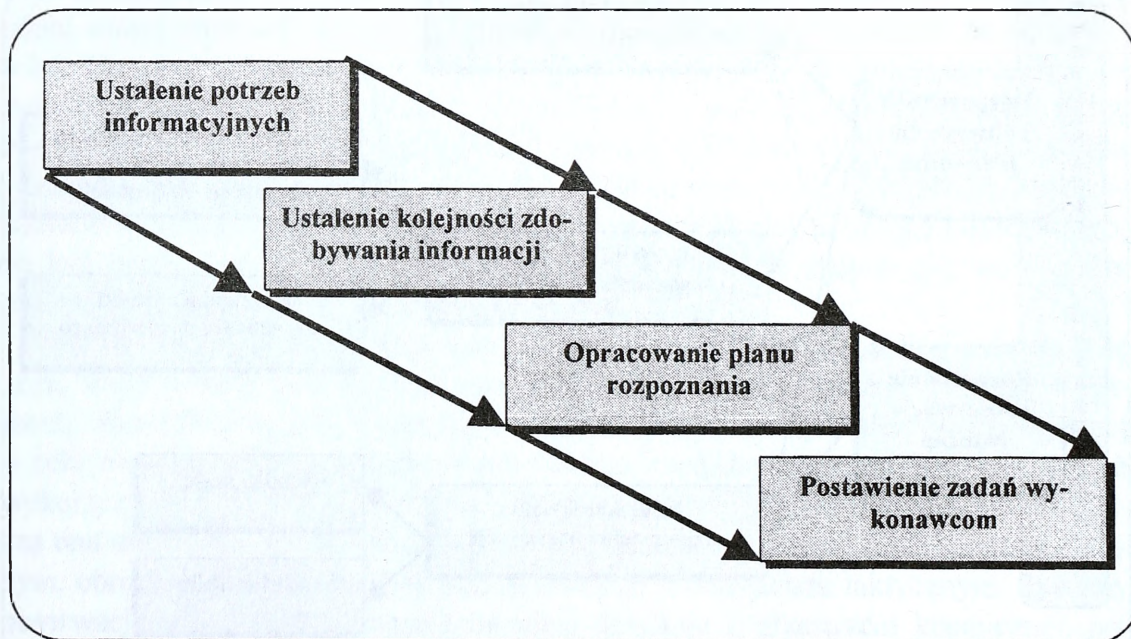 Ustalenie potrzeb
informacyjnych
Ustalenie kolejności zdo-
bywania informacji
Opracowanie planu
rozpoznania
Postawienie zadań wy-
konawcom